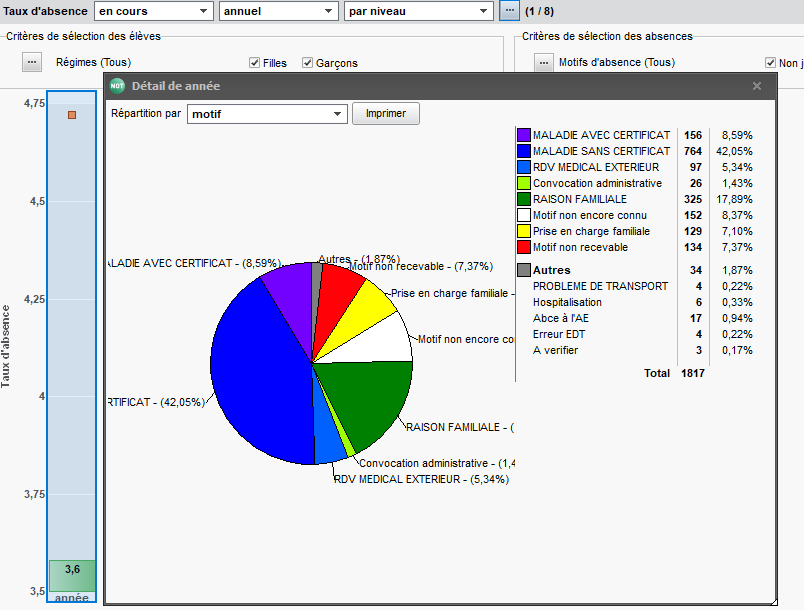 Taux d'absence en cours annuel par niveau ... (1 / 8)
Critères de sélection des élèves
Critères de sélection des absences
... Régimes (Tous) Filles Garçons
... Motifs d'absence (Tous) Non j
NOT Détail de année
Répartition par motif Imprimer
4,75
4,5
4,25
4
3,75
3,5
Taux d'absence
3,6
année
ALADIE AVEC CERTIFICAT - (8,59%)
Autres - (1,87%)
Motif non recevable - (7,37%)
Prise en charge familiale -
Motif non encore co
RTIFICAT - (42,05%)
RAISON FAMILIALE - (
Convocation administrative - (1,4
RDV MEDICAL EXTERIEUR - (5,34%)
MALADIE AVEC CERTIFICAT 156 8,59%
MALADIE SANS CERTIFICAT 764 42,05%
RDV MEDICAL EXTERIEUR 97 5,34%
Convocation administrative 26 1,43%
RAISON FAMILIALE 325 17,89%
Motif non encore connu 152 8,37%
Prise en charge familiale 129 7,10%
Motif non recevable 134 7,37%
Autres 34 1,87%
PROBLEME DE TRANSPORT 4 0,22%
Hospitalisation 6 0,33%
Abce à l'AE 17 0,94%
Erreur EDT 4 0,22%
A verifier 3 0,17%
Total 1817